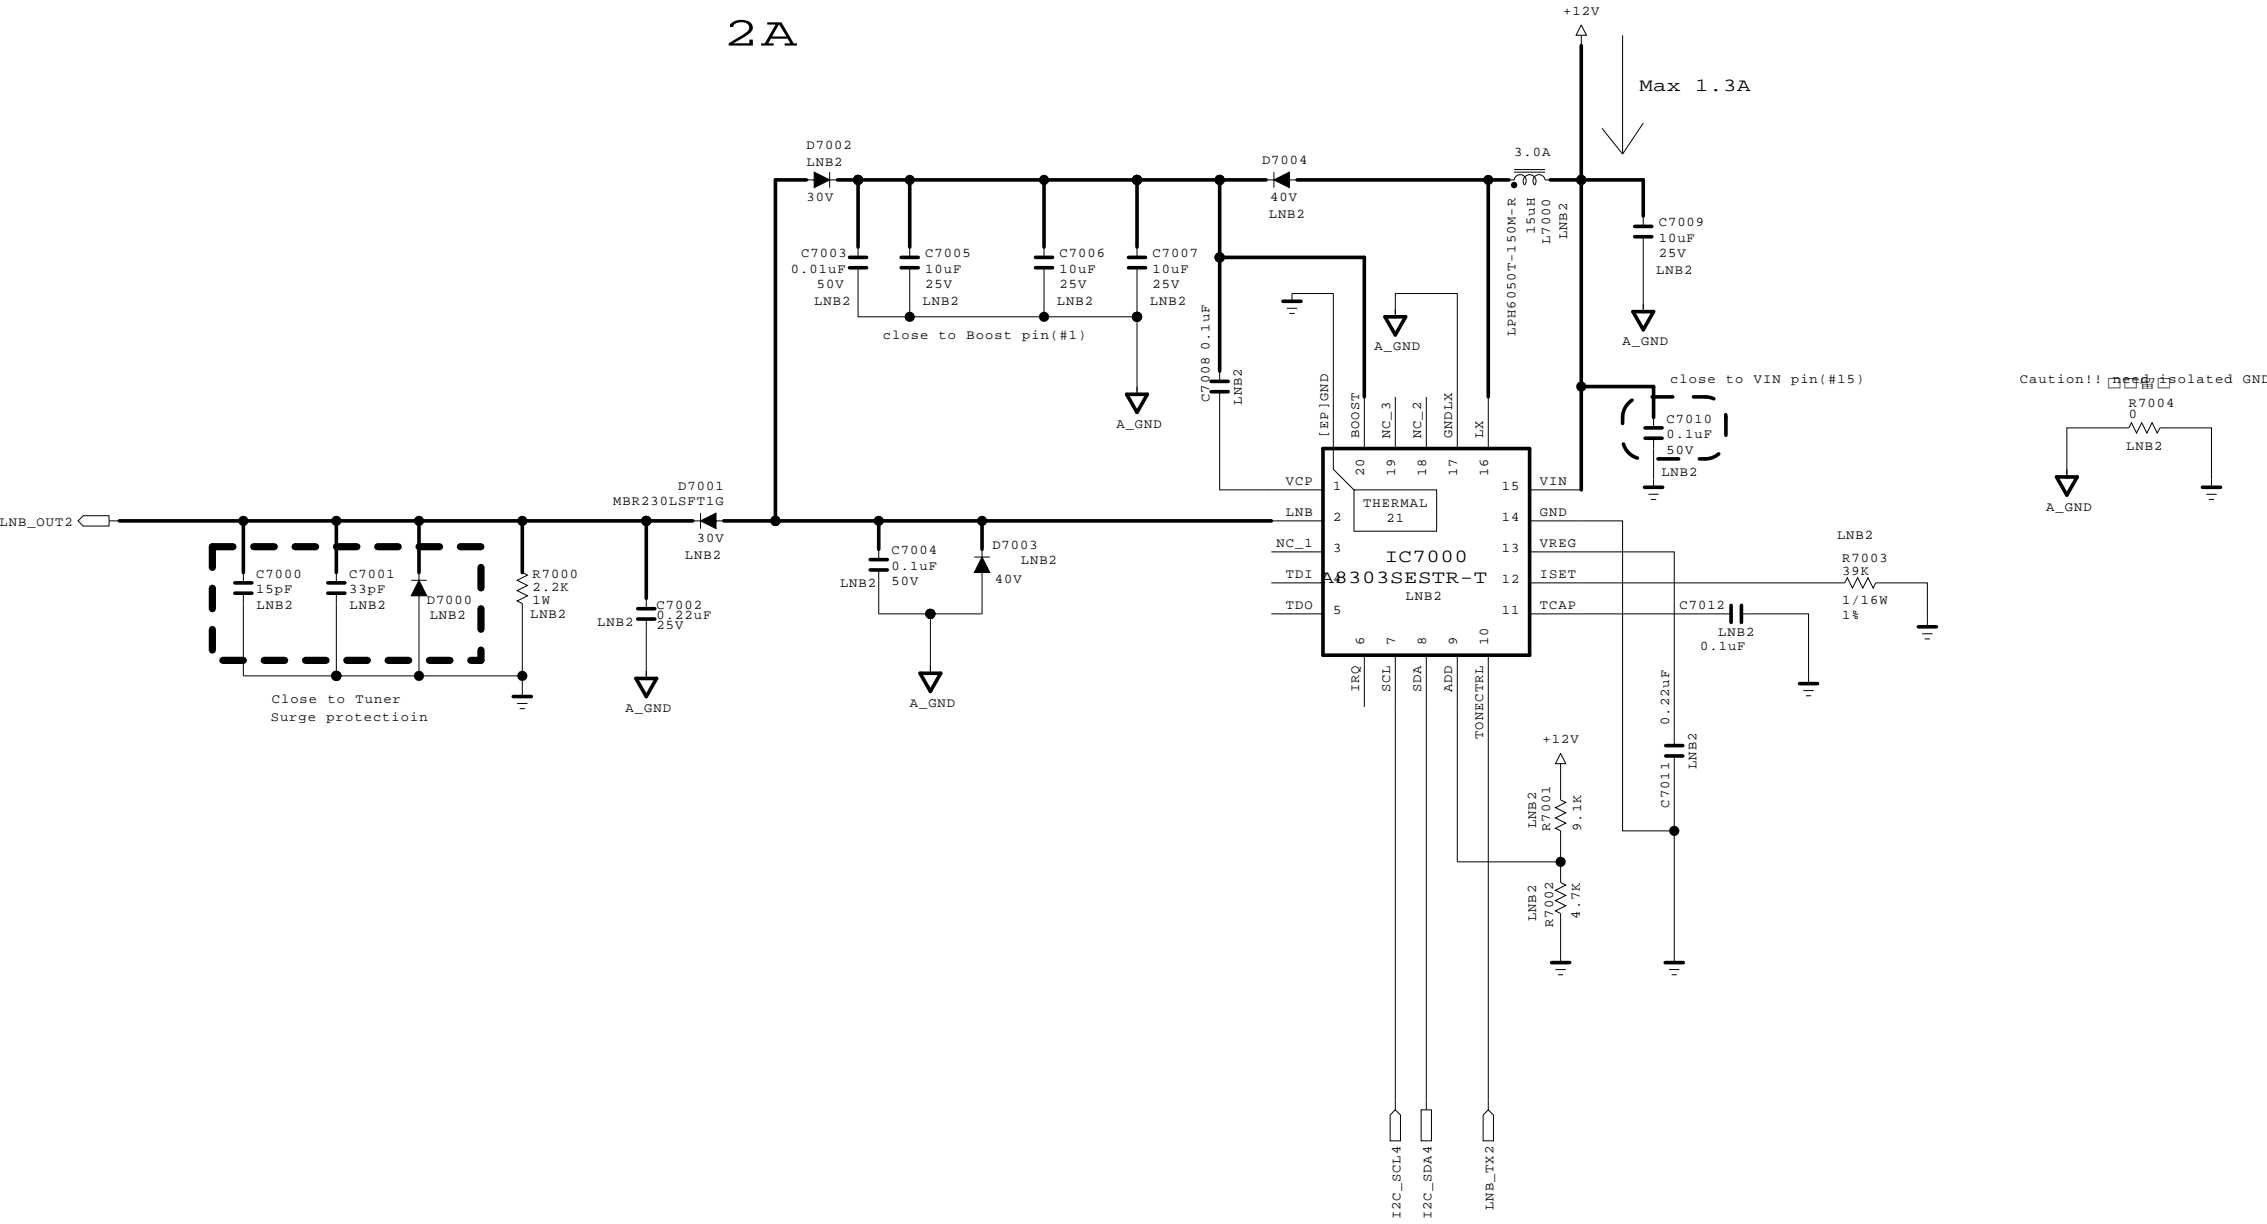 2A
+12V
Max 1.3A
D7002
LNB2
30V
D7004
40V
LNB2
3.0A
LPH6050T-150M-R
15uH
L7000
LNB2
C7009
10uF
25V
LNB2
A_GND
C7003
0.01uF
50V
LNB2
C7005
10uF
25V
LNB2
C7006
10uF
25V
LNB2
C7007
10uF
25V
LNB2
close to Boost pin(#1)
A_GND
C7008 0.1uF
LNB2
A_GND
close to VIN pin(#15)
C7010
0.1uF
50V
LNB2
Caution!! need isolated GND
R7004
0
LNB2
A_GND
[EP]GND
BOOST
NC_3
NC_2
GNDLX
LX
20
19
18
17
16
VCP
1
LNB
2
NC_1
3
TDI
TDO
5
THERMAL
21
IC7000
A8303SESTR-T
LNB2
15
VIN
14
GND
13
VREG
12
ISET
11
TCAP
6
7
8
9
10
IRQ
SCL
SDA
ADD
TONECTRL
LNB_OUT2
D7001
MBR230LSFT1G
30V
LNB2
C7000
15pF
LNB2
C7001
33pF
LNB2
D7000
LNB2
R7000
2.2K
1W
LNB2
Close to Tuner
Surge protectioin
C7002
0.22uF
25V
LNB2
A_GND
C7004
0.1uF
50V
LNB2
D7003
LNB2
40V
A_GND
LNB2
R7003
39K
1/16W
1%
C7012
LNB2
0.1uF
0.22uF
C7011
LNB2
+12V
LNB2
R7001
9.1K
LNB2
R7002
4.7K
I2C_SCL4
I2C_SDA4
LNB_TX2